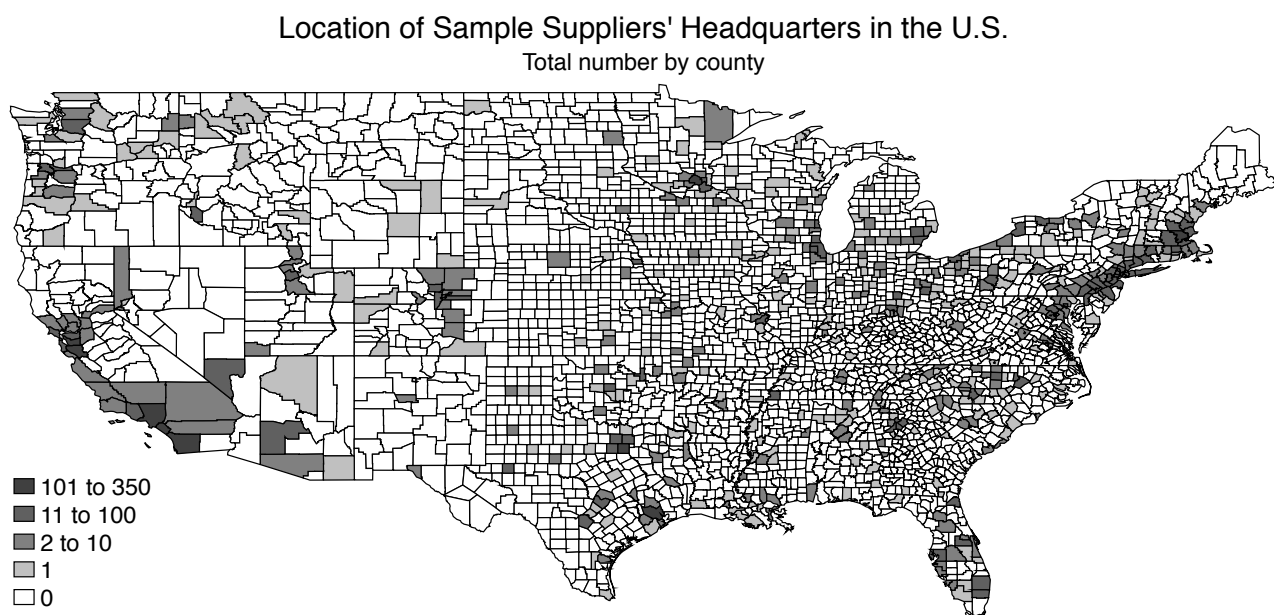 Location of Sample Suppliers' Headquarters in the U.S.
Total number by county
101 to 350
11 to 100
2 to 10
1
0